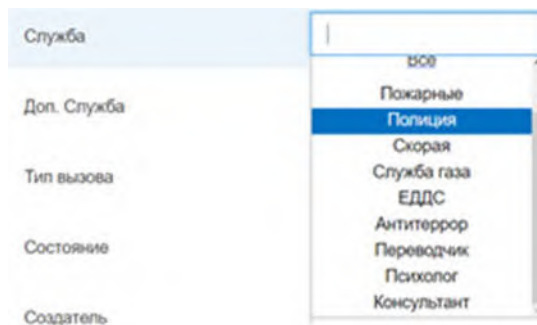 Служба
Все
Пожарные
Доп. Служба
Полиция
Скорая
Тип вызова
Служба газа
ЕДДС
Антитеррор
Состояние
Переводчик
Психолог
Консультант
Создатель